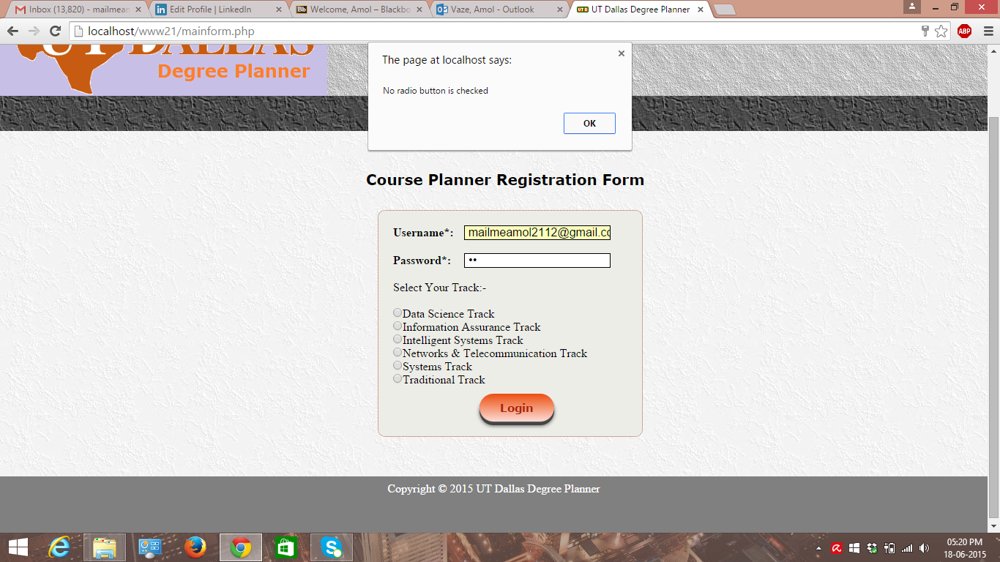 Inbox (13,820) - mailmean
Edit Profile | LinkedIn
Bb Welcome, Amol – Blackbo
Vaze, Amol - Outlook
UTD UT Dallas Degree Planner
localhost/www21/mainform.php
ABP
UT DALLAS
Degree Planner
The page at localhost says:
No radio button is checked
OK
Course Planner Registration Form
Username*: mailmeamol2112@gmail.co
Password*: ••
Select Your Track:-
Data Science Track
Information Assurance Track
Intelligent Systems Track
Networks & Telecommunication Track
Systems Track
Traditional Track
Login
Copyright © 2015 UT Dallas Degree Planner
05:20 PM
18-06-2015